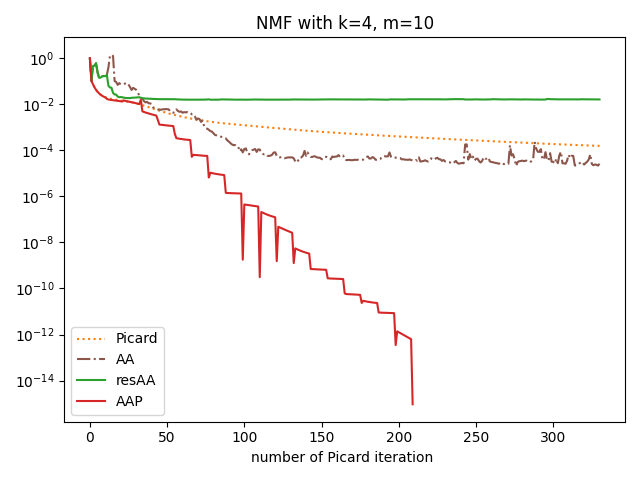 NMF with k=4, m=10
10^0
10^-2
10^-4
10^-6
10^-8
10^-10
10^-12
10^-14
Picard
AA
resAA
AAP
0 50 100 150 200 250 300
number of Picard iteration